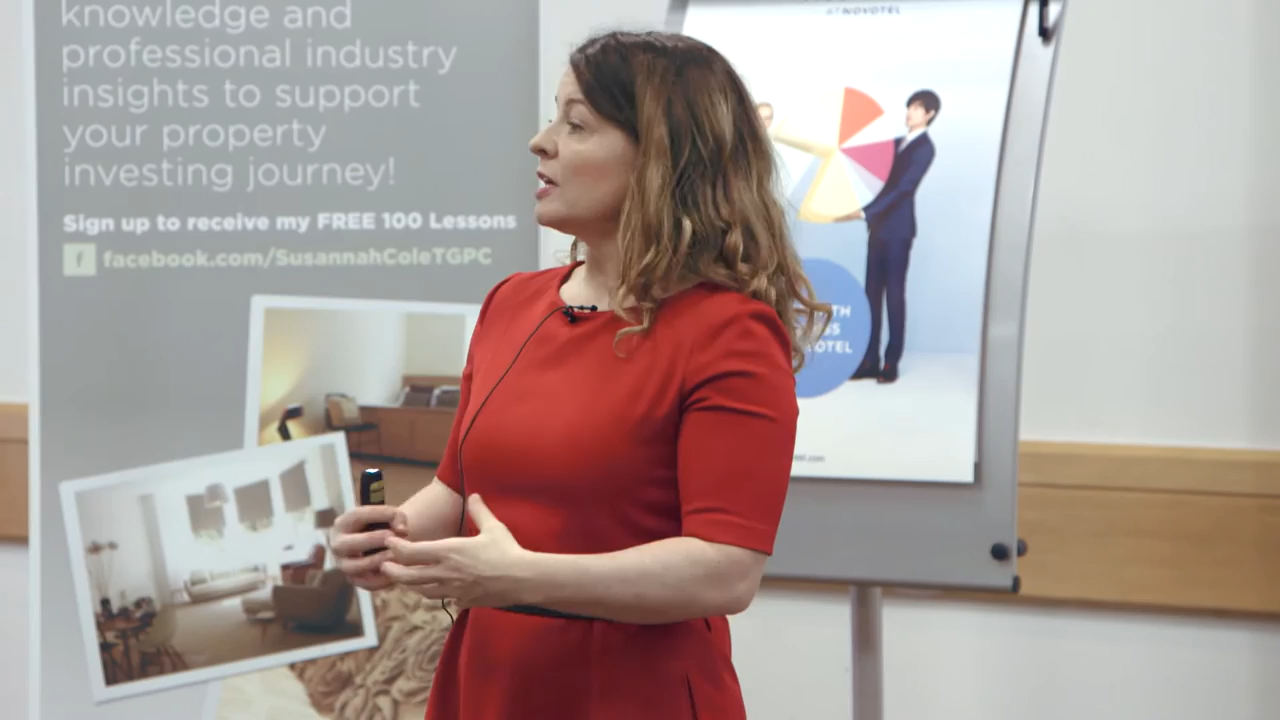 knowledge and
professional industry
insights to support
your property
investing journey!
Sign up to receive my FREE 100 Lessons
f facebook.com/SusannahColeTGPC
AT NOVOTEL